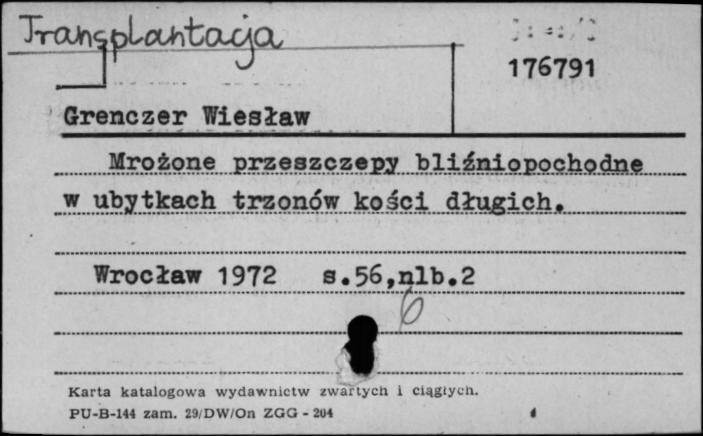 Transplantacja
176791
Grenczer Wiesław
Mrożone przeszczepy bliźniopochodne
w ubytkach trzonów kości długich.
Wrocław 1972 s.56,nlb.2
6
Karta katalogowa wydawnictw zwartych i ciągłych.
PU-B-144 zam. 29/DW/On ZGG - 204